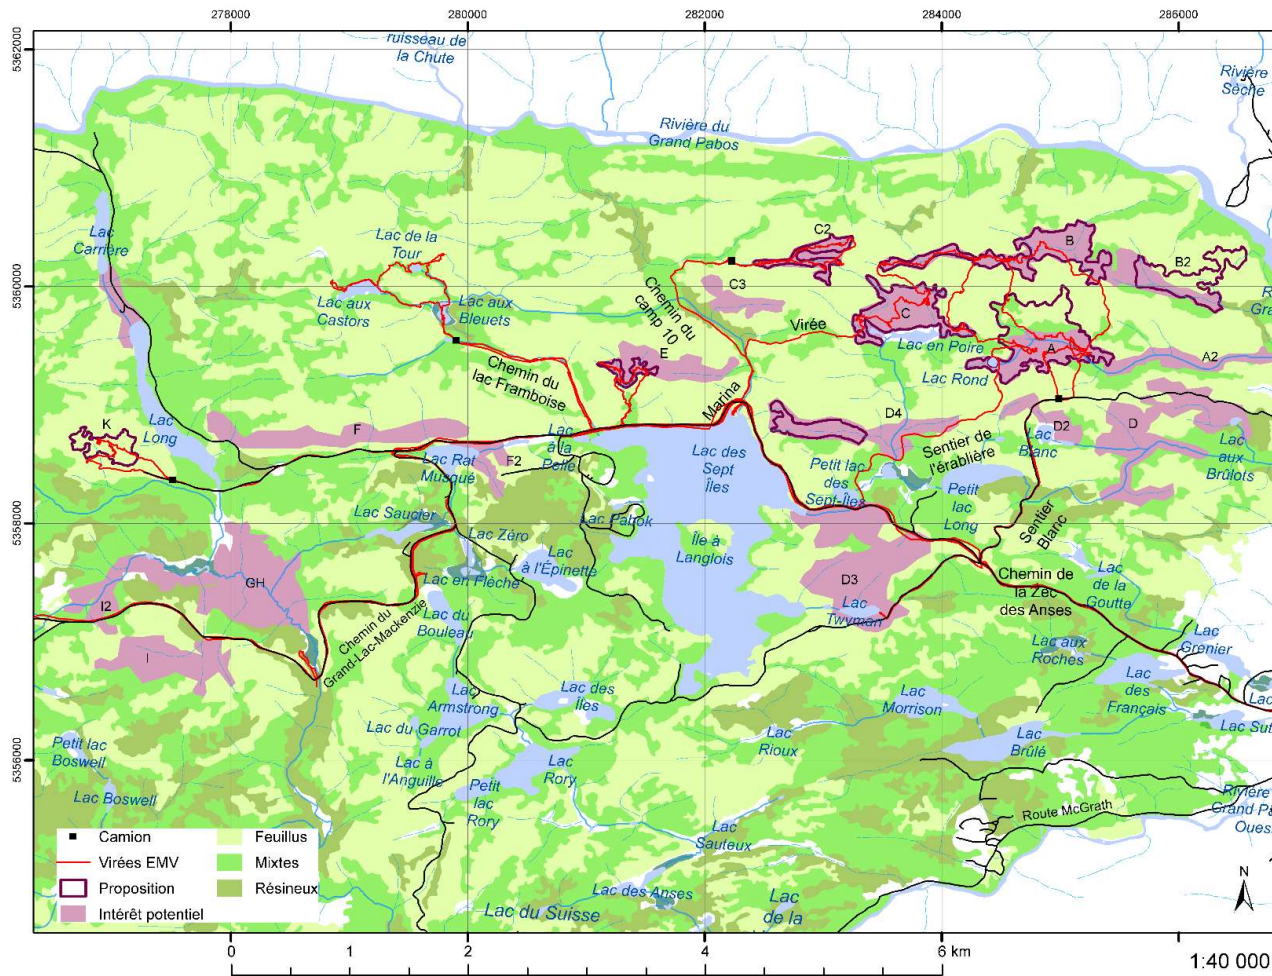 278000 280000 282000 284000 286000
5362000
ruisseau de
la Chute
Rivière
Sèche
Rivière du
Grand Pabos
Lac
Carrière
Lac de la
Tour
C2
B
B2
5360000
Lac aux
Castors
Lac aux
Bleuets
C3
C
Chemin du
camp 10
Virée
Lac en Poire
A
A2
Lac Rond
E
Chemin du
lac Framboise
Marina
K
Lac
Long
F
Lac
à la
Pelle
F2
Lac Rat
Musqué
Lac des
Sept
Îles
D4
Sentier de
l'érablière
D2
D
Lac
Blanc
Lac
aux
Brûlots
Petit lac
des
Sept-Îles
Petit
lac
Long
5358000
Lac Saucier
Lac Zéro
Lac Pabok
Île à
Langlois
Sentier
Blanc
Lac
à l'Épinette
Lac en Flèche
GH
D3
Lac
Twyman
Chemin de
la Zec
des Anses
Lac
de la
Goutte
I2
Lac du
Bouleau
Chemin du
Grand-Lac-Mackenzie
I
Lac aux
Roches
Lac
Grenier
Lac
Armstrong
Lac des
Îles
Lac
Morrison
Lac
des
Français
Lac
Lac Sut
Lac du Garrot
Lac
Rioux
Lac
Brûlé
5356000
Petit lac
Boswell
Lac à
l'Anguille
Lac
Rory
Petit
lac
Rory
Lac Boswell
Rivière
Grand P
Oues
Route McGrath
Lac
Sauteux
Lac des Anses
Lac du Suisse
Lac
de la
Camion
Virées EMV
Proposition
Intérêt potentiel
Feuillus
Mixtes
Résineux
N
0 1 2 4 6 km
1:40 000